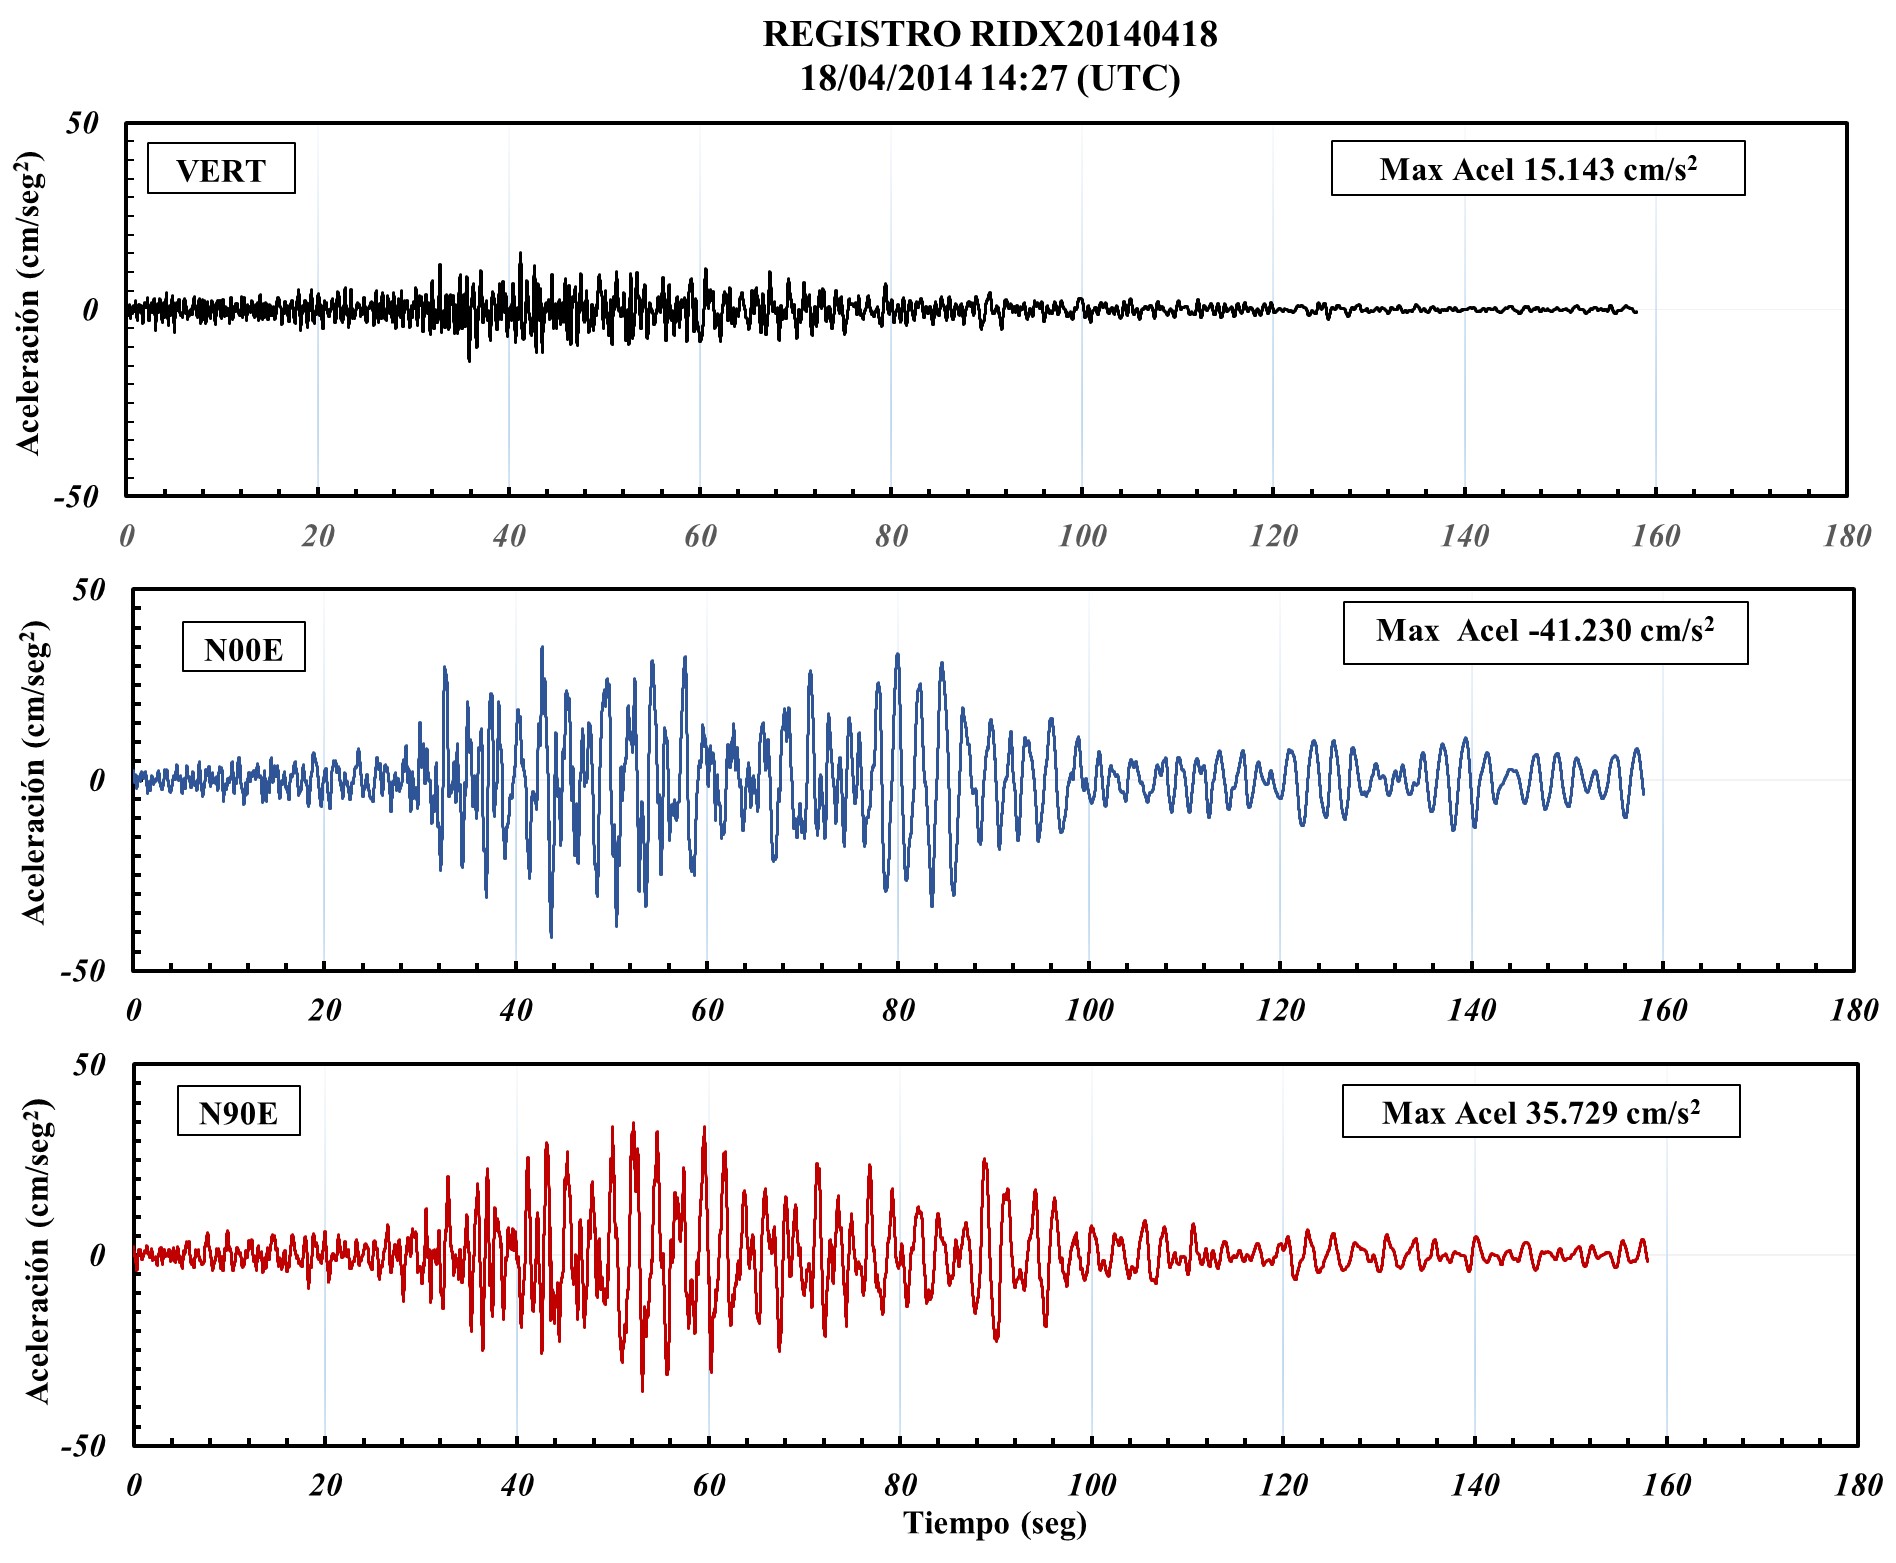 REGISTRO RIDX20140418
18/04/2014 14:27 (UTC)
Aceleración (cm/seg²)
50
0
-50
VERT
Max Acel 15.143 cm/s²
0 20 40 60 80 100 120 140 160 180
Aceleración (cm/seg²)
50
0
-50
N00E
Max Acel -41.230 cm/s²
0 20 40 60 80 100 120 140 160 180
Aceleración (cm/seg²)
50
0
-50
N90E
Max Acel 35.729 cm/s²
0 20 40 60 80 100 120 140 160 180
Tiempo (seg)